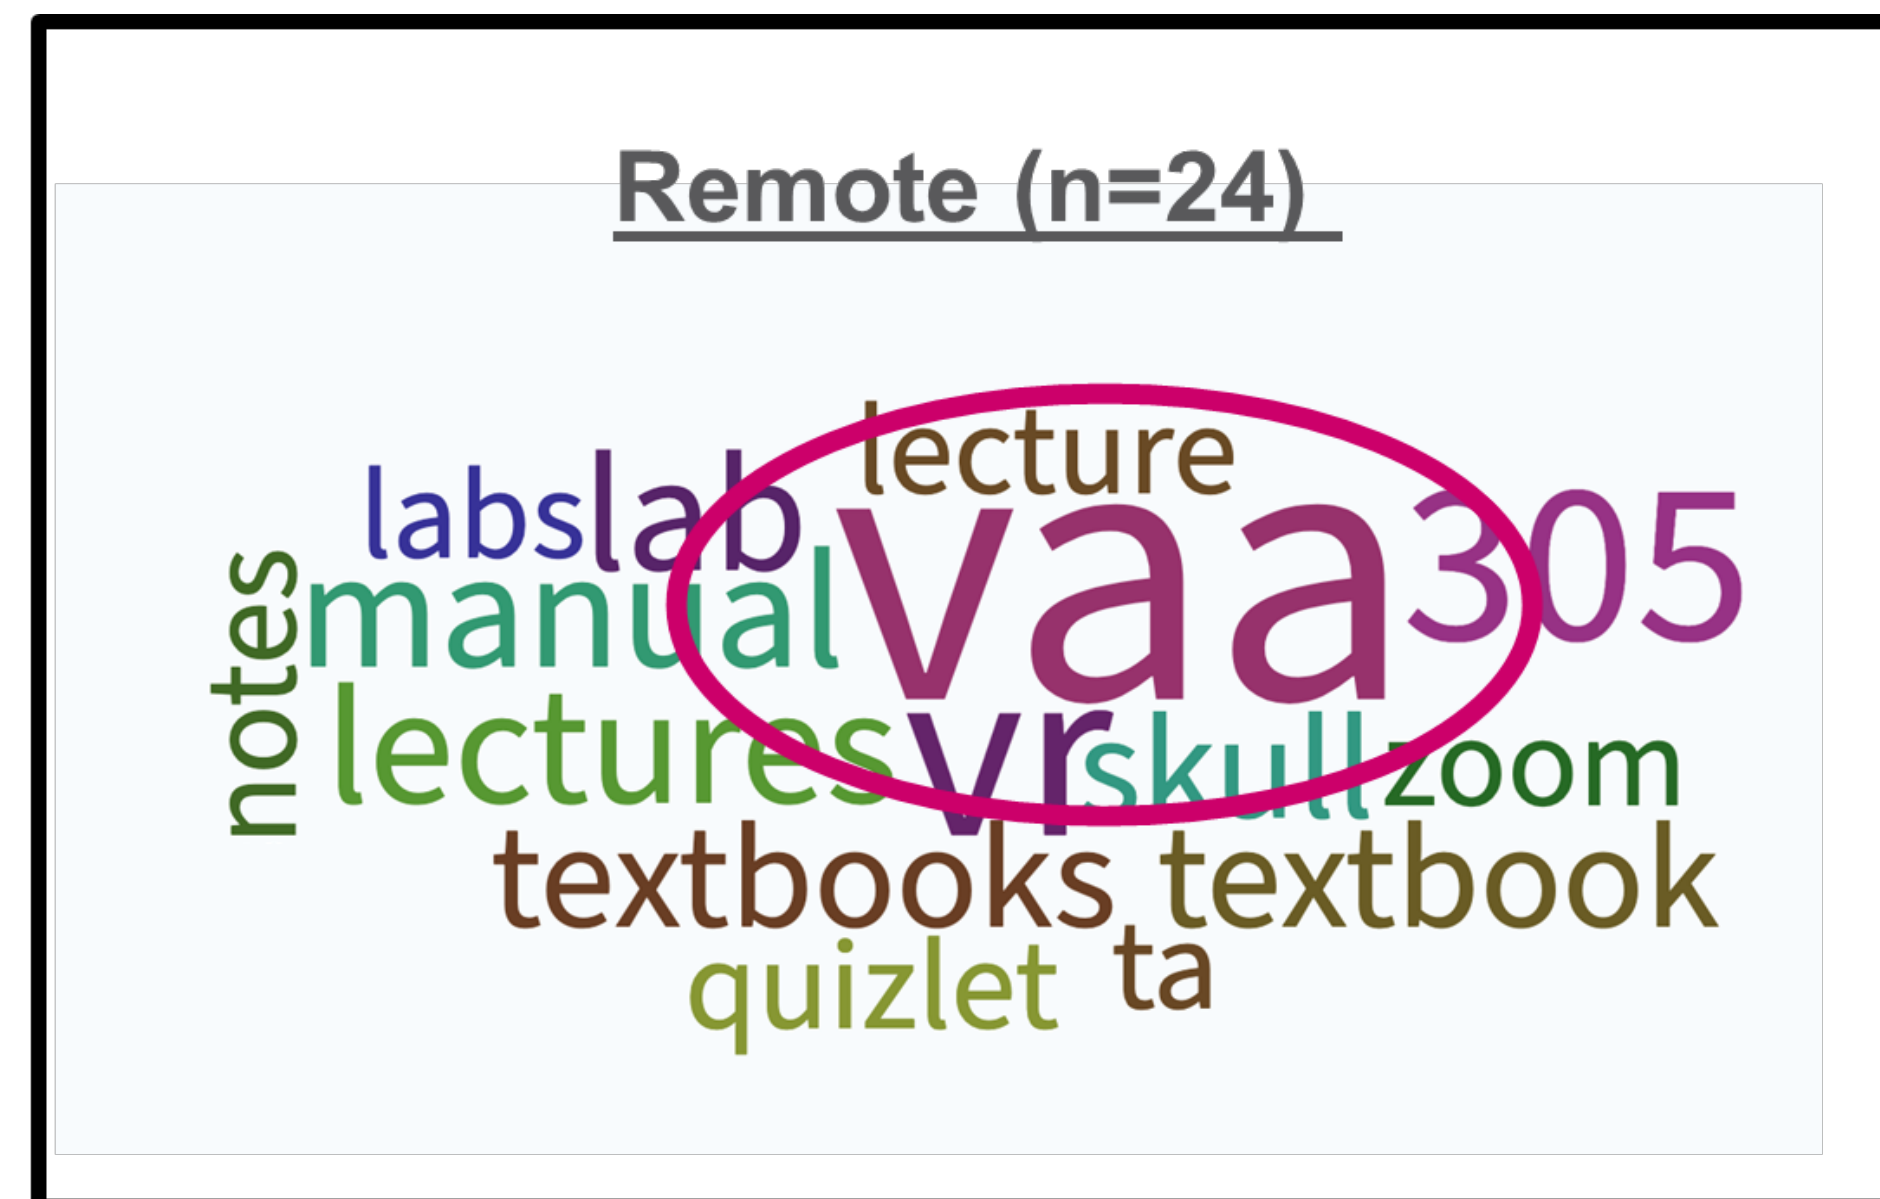 Remote (n=24)
lecture
labs lab
vaa 305
notes manual
lectures vr skull zoom
textbooks textbook
quizlet ta